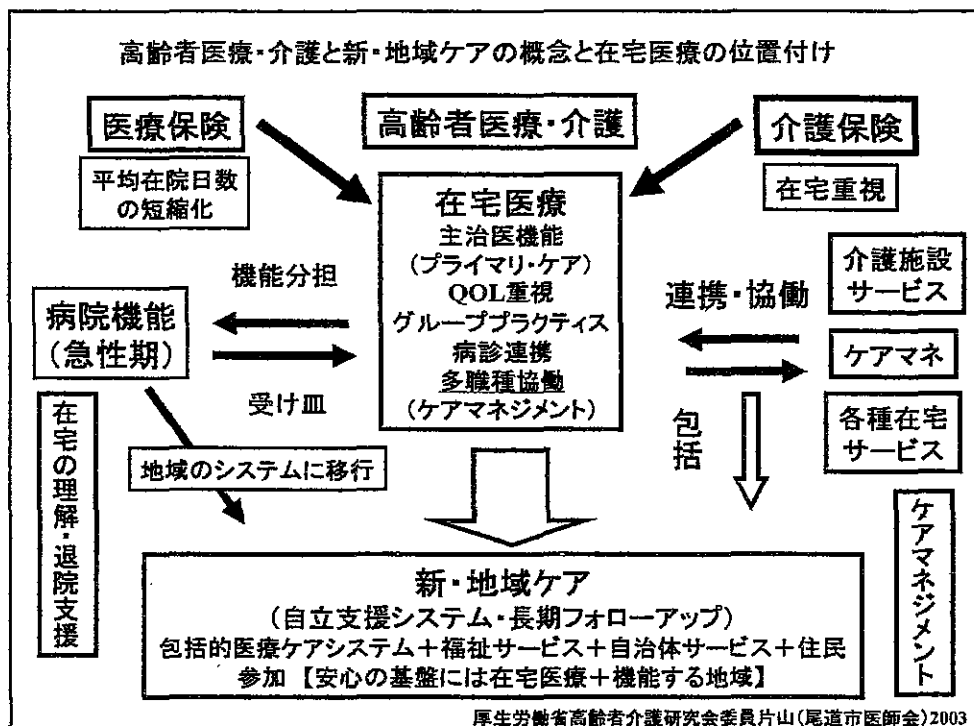 高齢者医療・介護と新・地域ケアの概念と在宅医療の位置付け
医療保険
高齢者医療・介護
介護保険
平均在院日数
の短縮化
在宅重視
在宅医療
主治医機能
(プライマリ・ケア)
QOL重視
グループプラクティス
病診連携
多職種協働
(ケアマネジメント)
機能分担
病院機能
(急性期)
受け皿
連携・協働
介護施設
サービス
ケアマネ
各種在宅
サービス
包括
在宅の理解・退院支援
地域のシステムに移行
ケアマネジメント
新・地域ケア
(自立支援システム・長期フォローアップ)
包括的医療ケアシステム+福祉サービス+自治体サービス+住民
参加 【安心の基盤には在宅医療+機能する地域】
厚生労働省高齢者介護研究会委員片山(尾道市医師会)2003